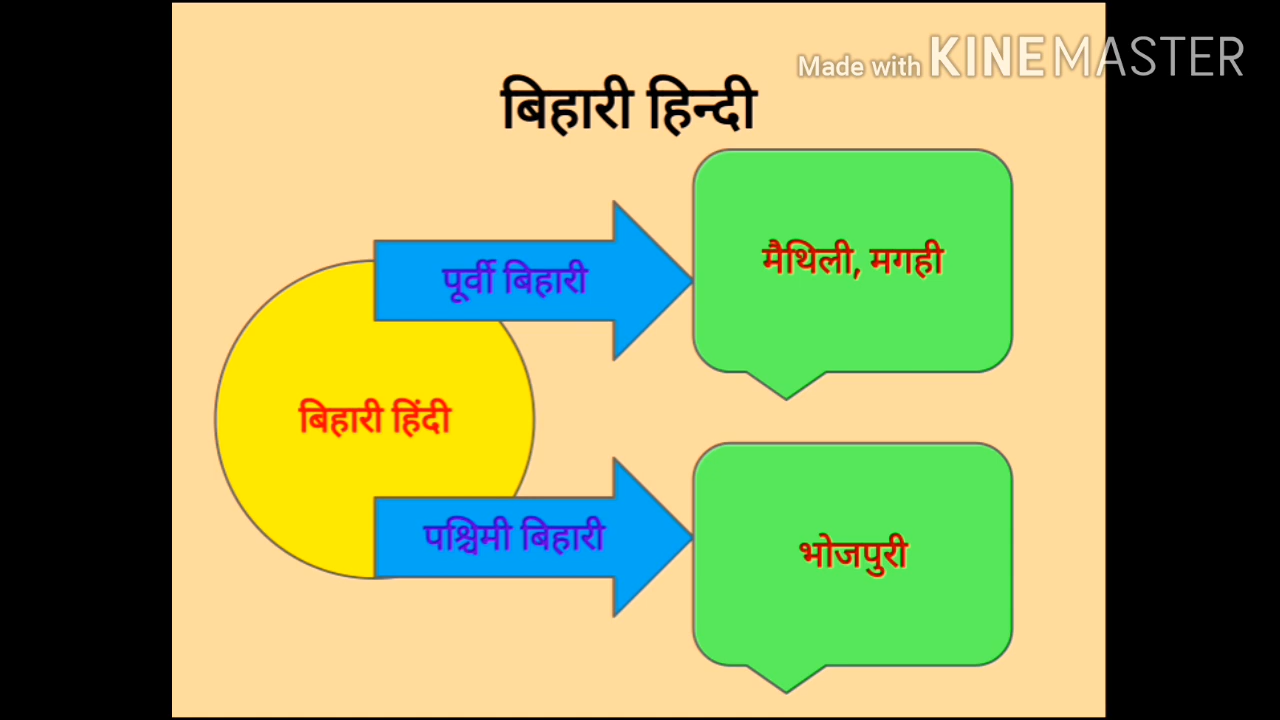 Made with KINEMASTER
बिहारी हिन्दी
पूर्वी बिहारी
मैथिली, मगही
बिहारी हिंदी
पश्चिमी बिहारी
भोजपुरी